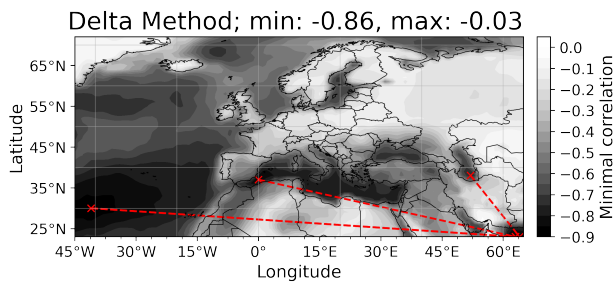 Delta Method; min: -0.86, max: -0.03
65°N
55°N
45°N
35°N
25°N
Latitude
45°W 30°W 15°W 0° 15°E 30°E 45°E 60°E
Longitude
0.0
−0.1
−0.2
−0.3
−0.4
−0.5
−0.6
−0.7
−0.8
−0.9
Minimal correlation